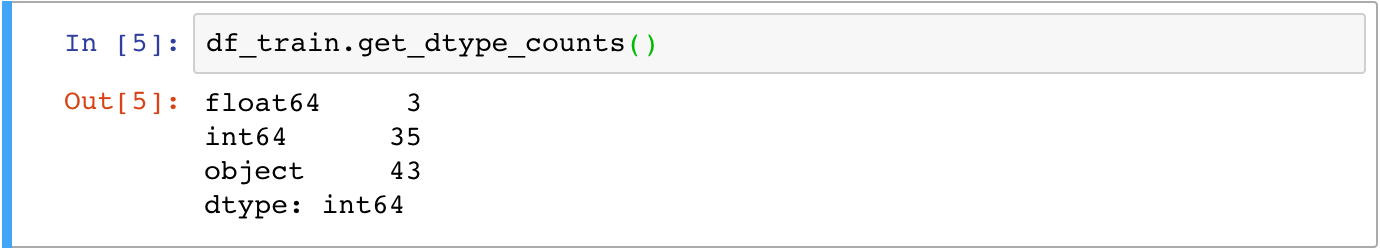 In [5]: df_train.get_dtype_counts()
Out[5]: float64 3
int64 35
object 43
dtype: int64